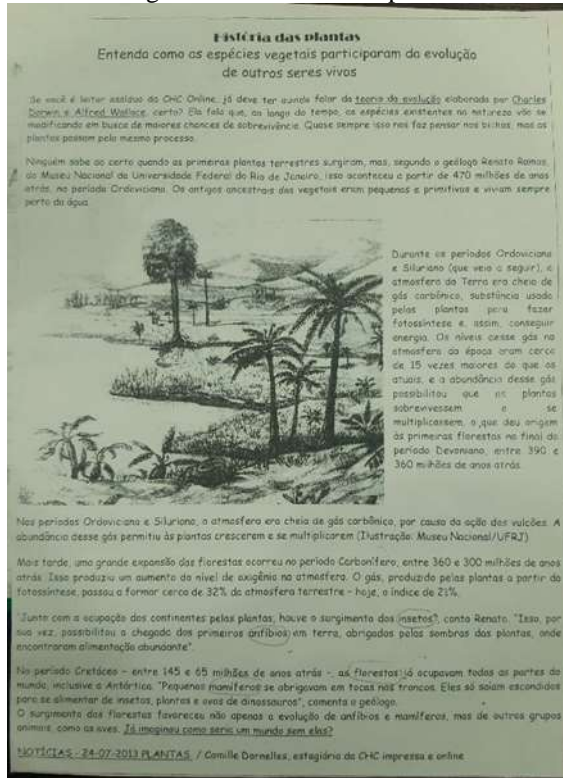 História das plantas
Entenda como as espécies vegetais participaram da evolução
de outros seres vivos
Se você é leitor assíduo da CHC Online, já deve ter ouvido falar da teoria da evolução elaborada por Charles
Darwin e Alfred Wallace, certo? Ela fala que, ao longo do tempo, as espécies existentes na natureza vão se
modificando em busca de maiores chances de sobrevivência. Quase sempre isso nos faz pensar nos bichos, mas as
plantas passam pelo mesmo processo.
Ninguém sabe ao certo quando as primeiras plantas terrestres surgiram, mas, segundo o geólogo Renato Ramos,
do Museu Nacional da Universidade Federal do Rio de Janeiro, isso aconteceu a partir de 470 milhões de anos
atrás, no período Ordoviciano. Os antigos ancestrais dos vegetais eram pequenos e primitivos e viviam sempre
perto da água.
Durante os períodos Ordoviciano
e Siluriano (que veio a seguir), a
atmosfera da Terra era cheia de
gás carbônico, substância usada
pelas plantas para fazer
fotossíntese e, assim, conseguir
energia. Os níveis desse gás na
atmosfera da época eram cerca
de 15 vezes maiores do que os
atuais, e a abundância desse gás
possibilitou que as plantas
sobrevivessem e se
multiplicassem, o que deu origem
às primeiras florestas no final do
período Devoniano, entre 390 e
360 milhões de anos atrás.
Nos períodos Ordoviciano e Siluriano, a atmosfera era cheia de gás carbônico, por causa da ação dos vulcões. A
abundância desse gás permitiu às plantas crescerem e se multiplicarem (Ilustração: Museu Nacional/UFRJ)
Mais tarde, uma grande expansão das florestas ocorreu no período Carbonífero, entre 360 e 300 milhões de anos
atrás. Isso produziu um aumento do nível de oxigênio na atmosfera. O gás, produzido pelas plantas a partir da
fotossíntese, passou a formar cerca de 32% da atmosfera terrestre – hoje, o índice de 21%.
"Junto com a ocupação dos continentes pelas plantas, houve o surgimento dos insetos", conta Renato. "Isso, por
sua vez, possibilitou a chegada dos primeiros anfíbios em terra, abrigados pelas sombras das plantas, onde
encontraram alimentação abundante".
No período Cretáceo – entre 145 e 65 milhões de anos atrás –, as florestas já ocupavam todas as partes do
mundo, inclusive a Antártica. "Pequenos mamíferos se abrigavam em tocas nos troncos. Eles só saíam escondidos
para se alimentar de insetos, plantas e ovos de dinossauros", comenta o geólogo.
O surgimento das florestas favoreceu não apenas a evolução de anfíbios e mamíferos, mas de outros grupos
animais, como as aves. Já imaginou como seria um mundo sem elas?
NOTÍCIAS - 24-07-2013 PLANTAS / Camille Dornelles, estagiária da CHC impressa e online